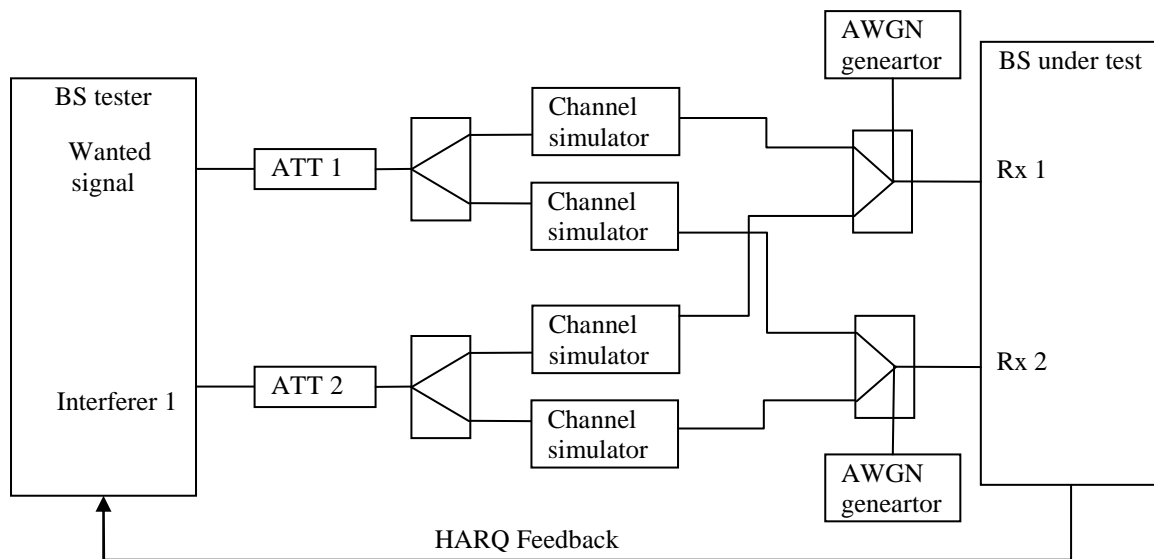 AWGN
geneartor
BS under test
BS tester
Wanted
signal
ATT 1
Channel
simulator
Rx 1
Channel
simulator
Interferer 1
ATT 2
Channel
simulator
Rx 2
Channel
simulator
AWGN
geneartor
HARQ Feedback